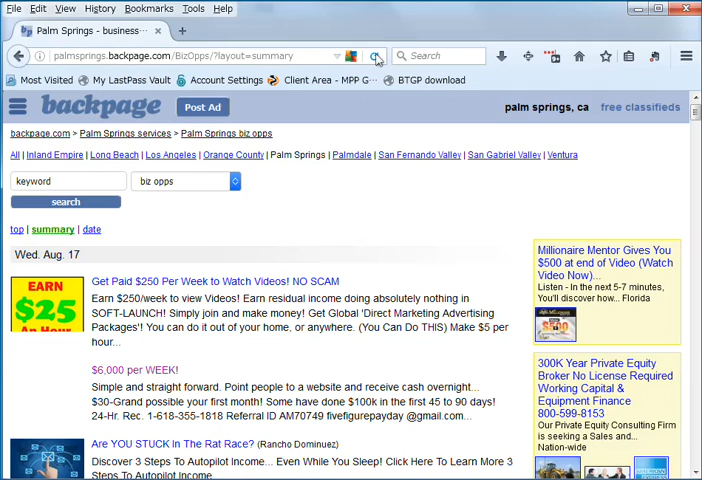 File Edit View History Bookmarks Tools Help
Palm Springs - business-...
palmsprings.backpage.com/BizOpps/?layout=summary
Search
Most Visited My LastPass Vault Account Settings Client Area - MPP G... BTGP download
backpage Post Ad palm springs, ca free classifieds
backpage.com > Palm Springs services > Palm Springs biz opps
All | Inland Empire | Long Beach | Los Angeles | Orange County | Palm Springs | Palmdale | San Fernando Valley | San Gabriel Valley | Ventura
keyword biz opps
search
top | summary | date
Wed. Aug. 17
EARN
$25
An Hour
Get Paid $250 Per Week to Watch Videos! NO SCAM
Earn $250/week to view Videos! Earn residual income doing absolutely nothing in
SOFT-LAUNCH! Simply join and make money! Get Global 'Direct Marketing Advertising
Packages'! You can do it out of your home, or anywhere. (You Can Do THIS) Make $5 per
hour...
$6,000 per WEEK!
Simple and straight forward. Point people to a website and receive cash overnight...
$30-Grand possible your first month! Some have done $100k in the first 45 to 90 days!
24-Hr. Rec. 1-618-355-1818 Referral ID AM70749 fivefigurepayday @gmail.com...
Are YOU STUCK In The Rat Race? (Rancho Dominuez)
Discover 3 Steps To Autopilot Income... Even While You Sleep! Click Here To Learn More 3
Steps To Autopilot Income
Millionaire Mentor Gives You
$500 at end of Video (Watch
Video Now)...
Listen - In the next 5-7 minutes,
You'll discover how... Florida
$500
300K Year Private Equity
Broker No License Required
Working Capital &
Equipment Finance
800-599-8153
Our Private Equity Consulting Firm
is seeking a Sales and...
Nation-wide